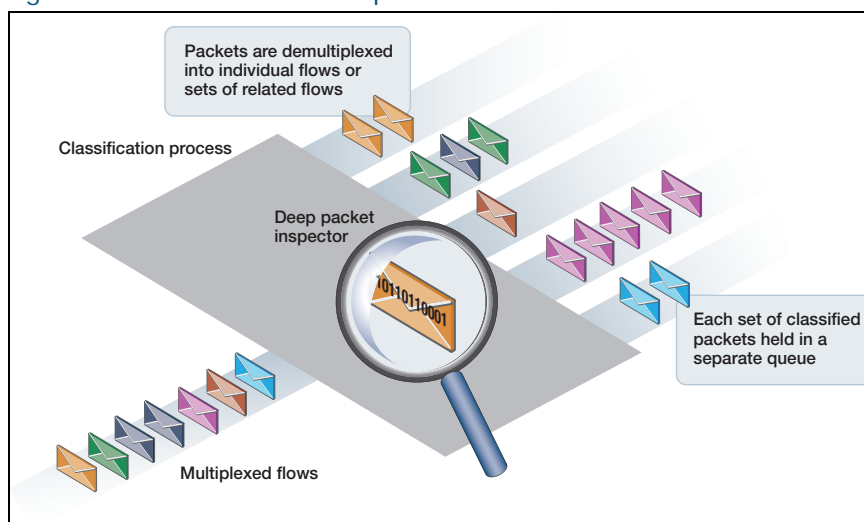 Packets are demultiplexed
into individual flows or
sets of related flows
Classification process
Deep packet
inspector
10110110001
Each set of classified
packets held in a
separate queue
Multiplexed flows